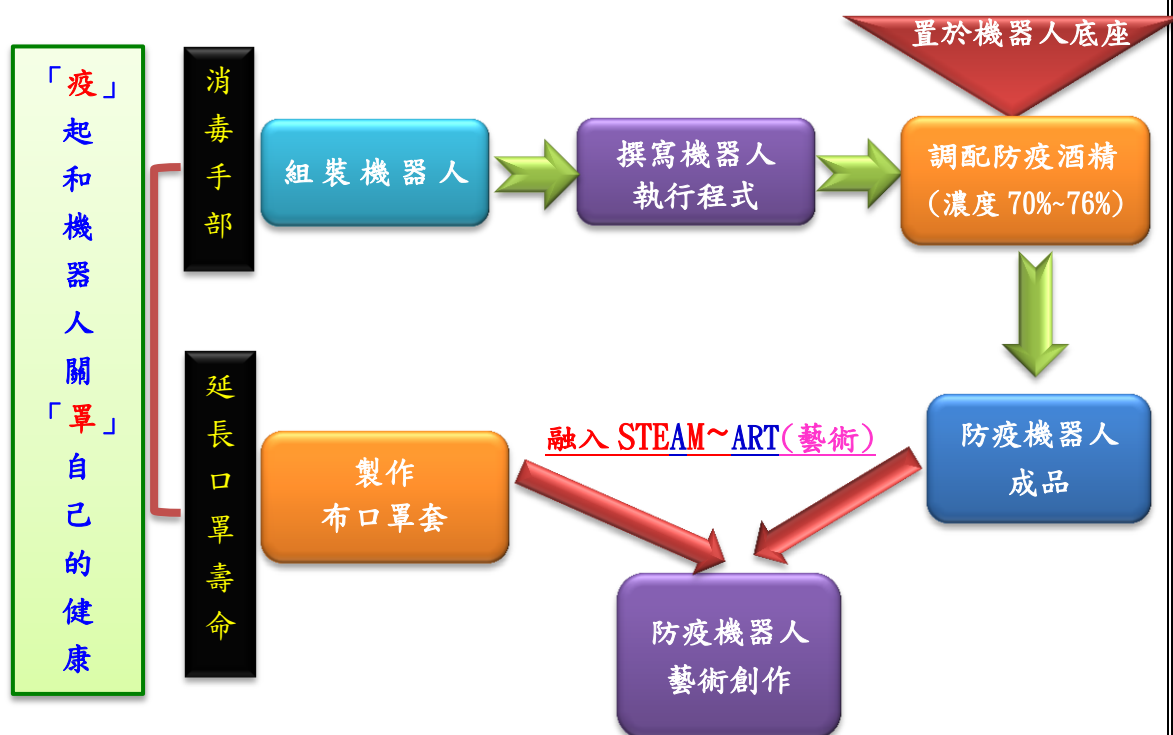 「疫」起和機器人關「罩」自己的健康
消毒手部
置於機器人底座
組裝機器人
撰寫機器人
執行程式
調配防疫酒精
(濃度 70%~76%)
延長口罩壽命
製作
布口罩套
融入 STEAM~ART(藝術)
防疫機器人
成品
防疫機器人
藝術創作